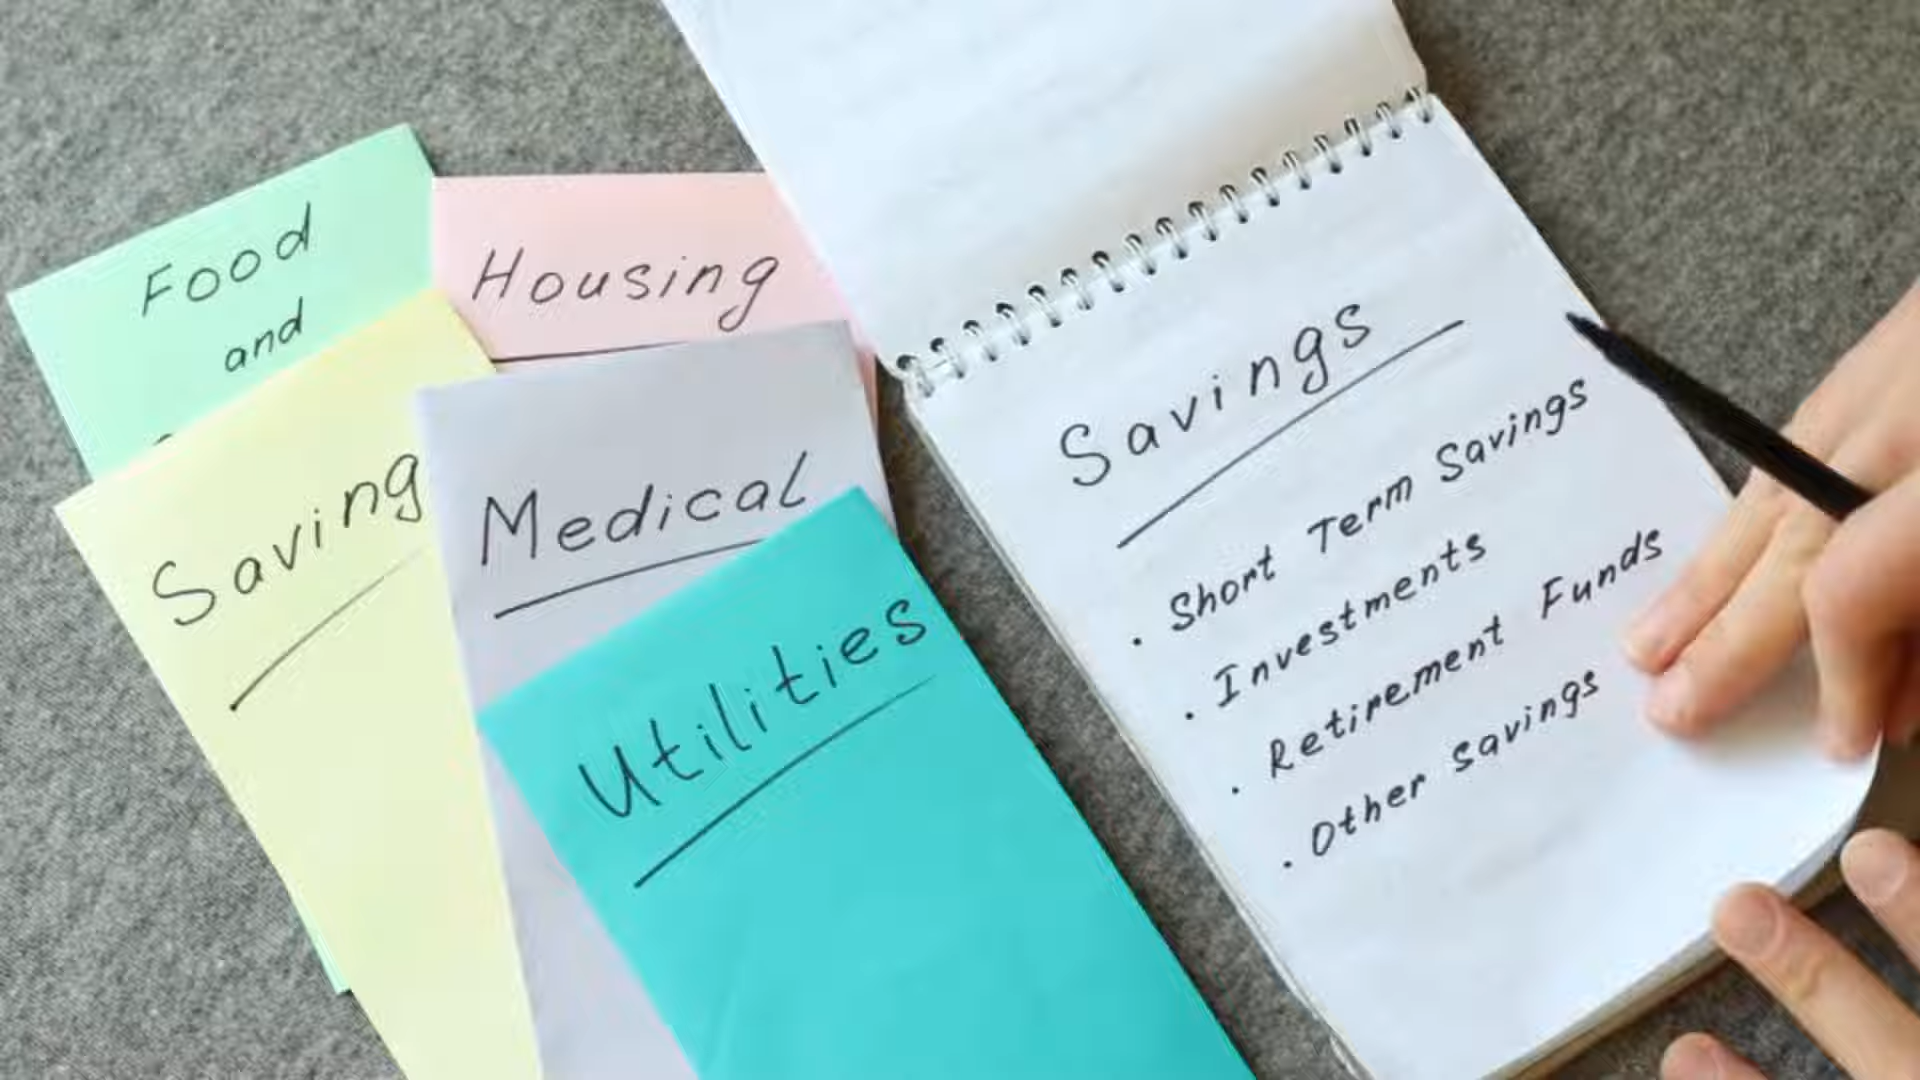 Food
and
Housing
Saving
Medical
Utilities
Savings
. Short Term Savings
. Investments
. Retirement Funds
. Other savings